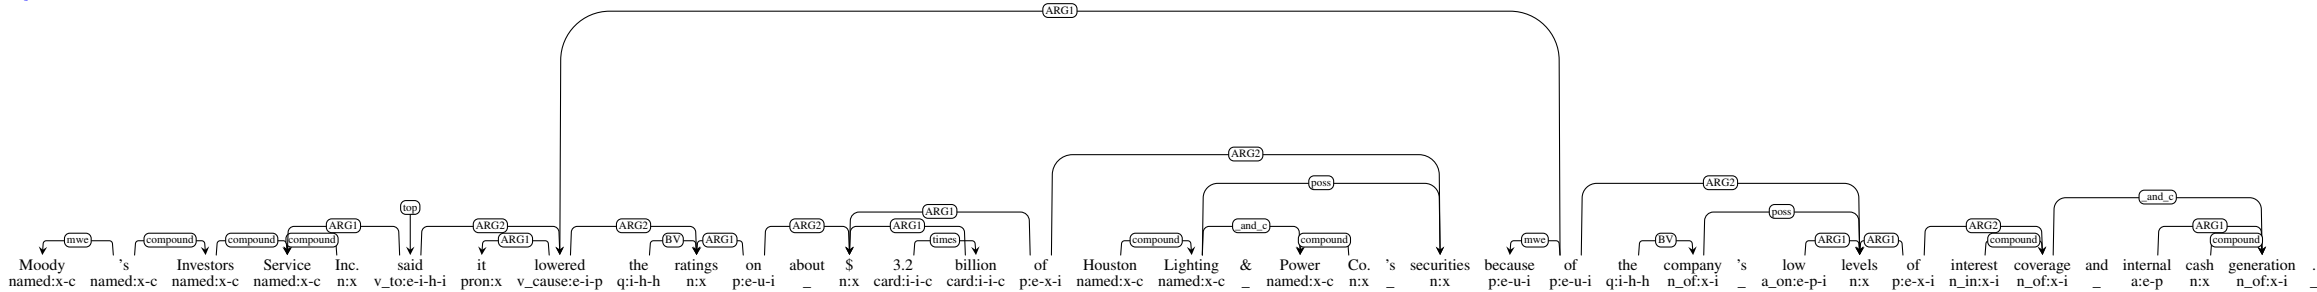 ARG1
ARG2
poss ARG2
top _and_c
ARG1 poss
ARG1 ARG2 ARG2 ARG2 ARG1 _and_c ARG2 ARG1
mwe compound compound compound ARG1 BV ARG1 times compound compound mwe BV ARG1 ARG1 compound compound
Moody 's Investors Service Inc. said it lowered the ratings on about $ 3.2 billion of Houston Lighting & Power Co. 's securities because of the company 's low levels of interest coverage and internal cash generation .
named:x-c named:x-c named:x-c named:x-c n:x v_to:e-i-h-i pron:x v_cause:e-i-p q:i-h-h n:x p:e-u-i _ n:x card:i-i-c card:i-i-c p:e-x-i named:x-c named:x-c _ named:x-c n:x _ n:x p:e-u-i p:e-u-i q:i-h-h n_of:x-i _ a_on:e-p-i n:x p:e-x-i n_in:x-i n_of:x-i _ a:e-p n:x n_of:x-i _